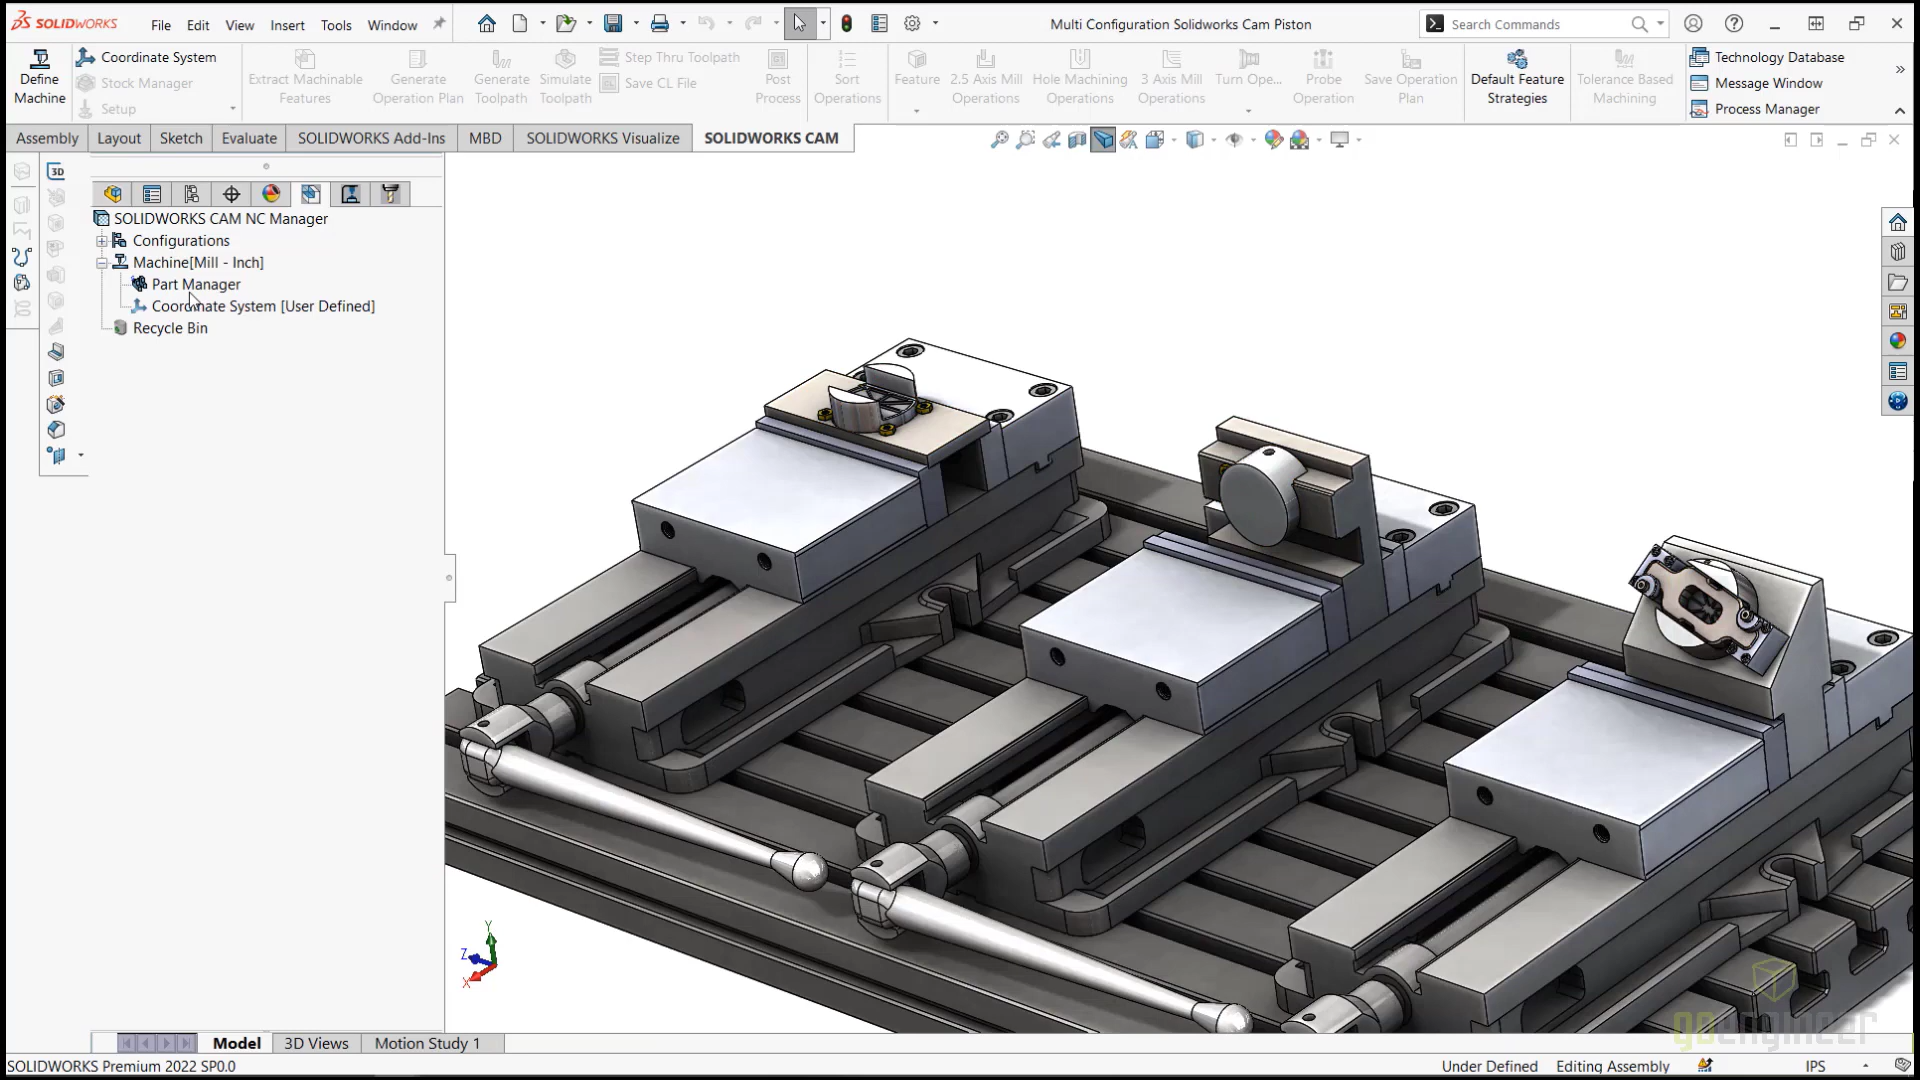 SOLIDWORKS
File Edit View Insert Tools Window
Multi Configuration Solidworks Cam Piston
Search Commands
Define Machine
Coordinate System
Stock Manager
Setup
Extract Machinable Features
Generate Operation Plan
Generate Toolpath
Simulate Toolpath
Step Thru Toolpath
Save CL File
Post Process
Sort Operations
Feature
2.5 Axis Mill Operations
Hole Machining Operations
3 Axis Mill Operations
Turn Ope...
Probe Operation
Save Operation Plan
Default Feature Strategies
Tolerance Based Machining
Technology Database
Message Window
Process Manager
Assembly Layout Sketch Evaluate SOLIDWORKS Add-Ins MBD SOLIDWORKS Visualize SOLIDWORKS CAM
3D
SOLIDWORKS CAM NC Manager
Configurations
Machine[Mill - Inch]
Part Manager
Coordinate System [User Defined]
Recycle Bin
Y
Z
X
goengineer
Model 3D Views Motion Study 1
SOLIDWORKS Premium 2022 SP0.0
Under Defined Editing Assembly IPS